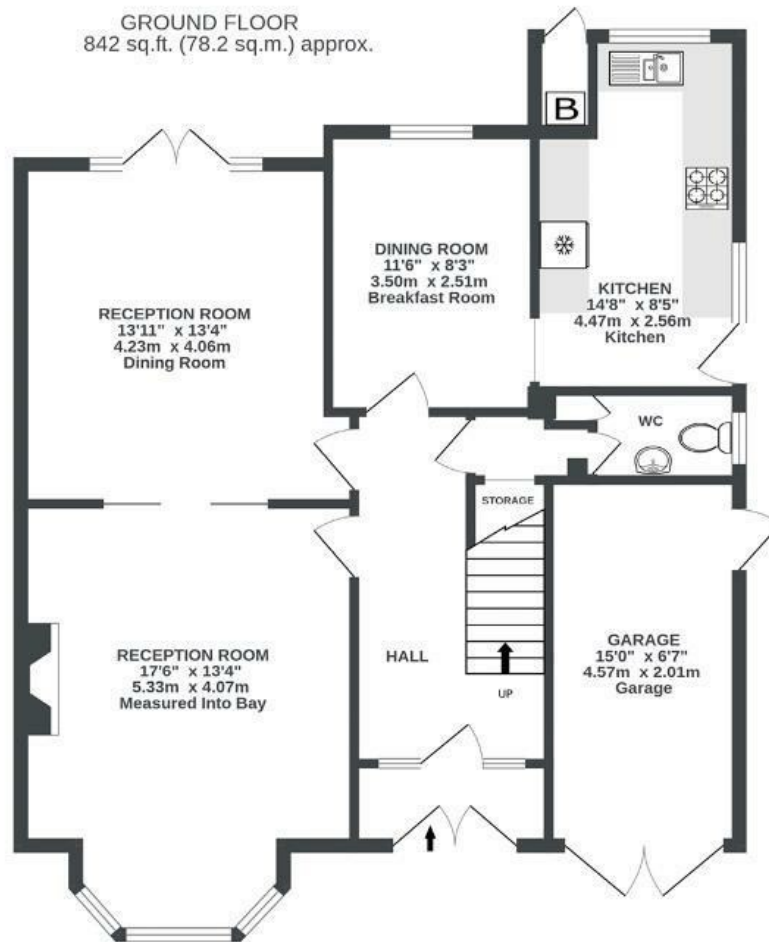 GROUND FLOOR
842 sq.ft. (78.2 sq.m.) approx.
B
DINING ROOM
11'6" x 8'3"
3.50m x 2.51m
Breakfast Room
KITCHEN
14'8" x 8'5"
4.47m x 2.56m
Kitchen
RECEPTION ROOM
13'11" x 13'4"
4.23m x 4.06m
Dining Room
WC
STORAGE
RECEPTION ROOM
17'6" x 13'4"
5.33m x 4.07m
Measured Into Bay
HALL
UP
GARAGE
15'0" x 6'7"
4.57m x 2.01m
Garage